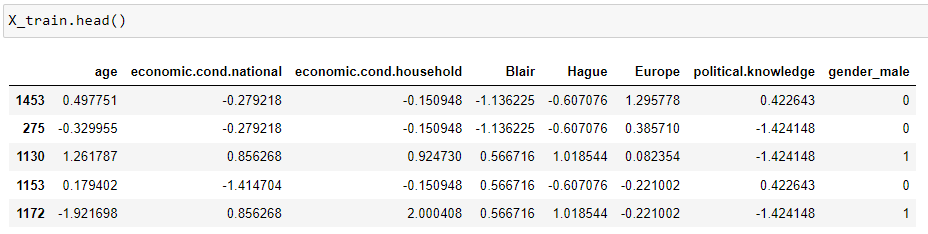 X_train.head()
age economic.cond.national economic.cond.household Blair Hague Europe political.knowledge gender_male
1453 0.497751 -0.279218 -0.150948 -1.136225 -0.607076 1.295778 0.422643 0
275 -0.329955 -0.279218 -0.150948 -1.136225 -0.607076 0.385710 -1.424148 0
1130 1.261787 0.856268 0.924730 0.566716 1.018544 0.082354 -1.424148 1
1153 0.179402 -1.414704 -0.150948 0.566716 -0.607076 -0.221002 0.422643 0
1172 -1.921698 0.856268 2.000408 0.566716 1.018544 -0.221002 -1.424148 1